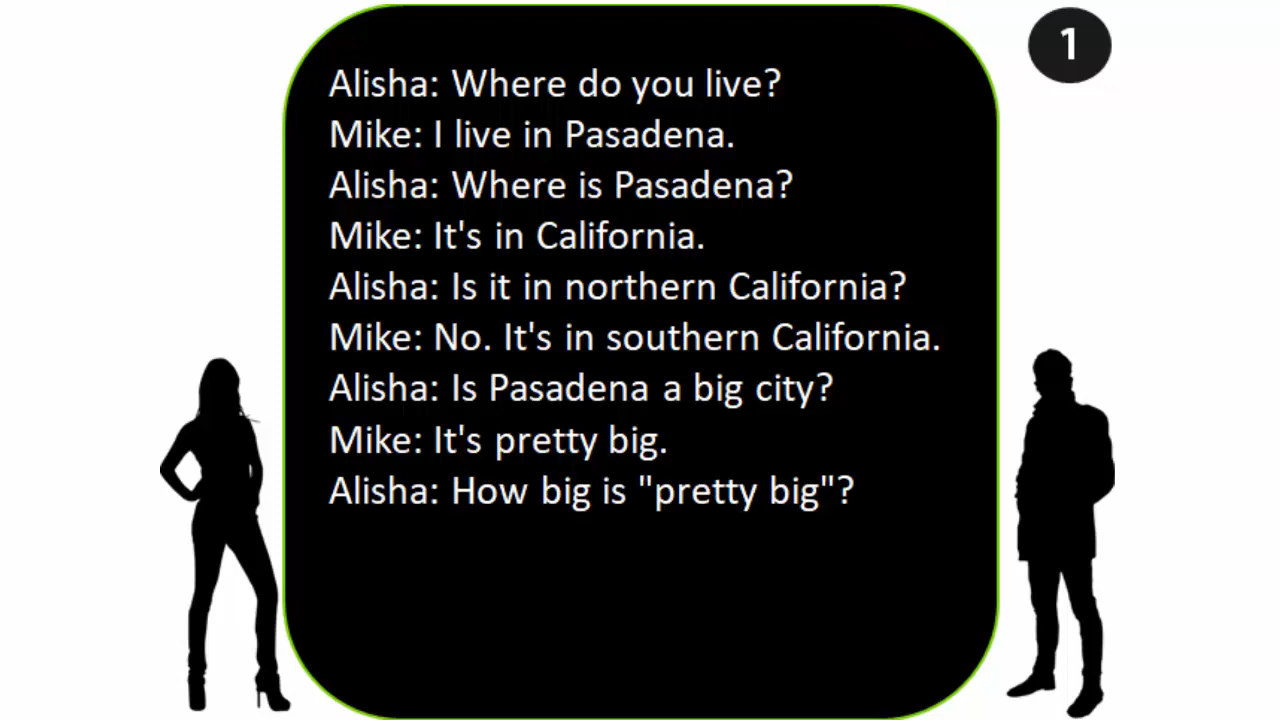 1
Alisha: Where do you live?
Mike: I live in Pasadena.
Alisha: Where is Pasadena?
Mike: It's in California.
Alisha: Is it in northern California?
Mike: No. It's in southern California.
Alisha: Is Pasadena a big city?
Mike: It's pretty big.
Alisha: How big is "pretty big"?